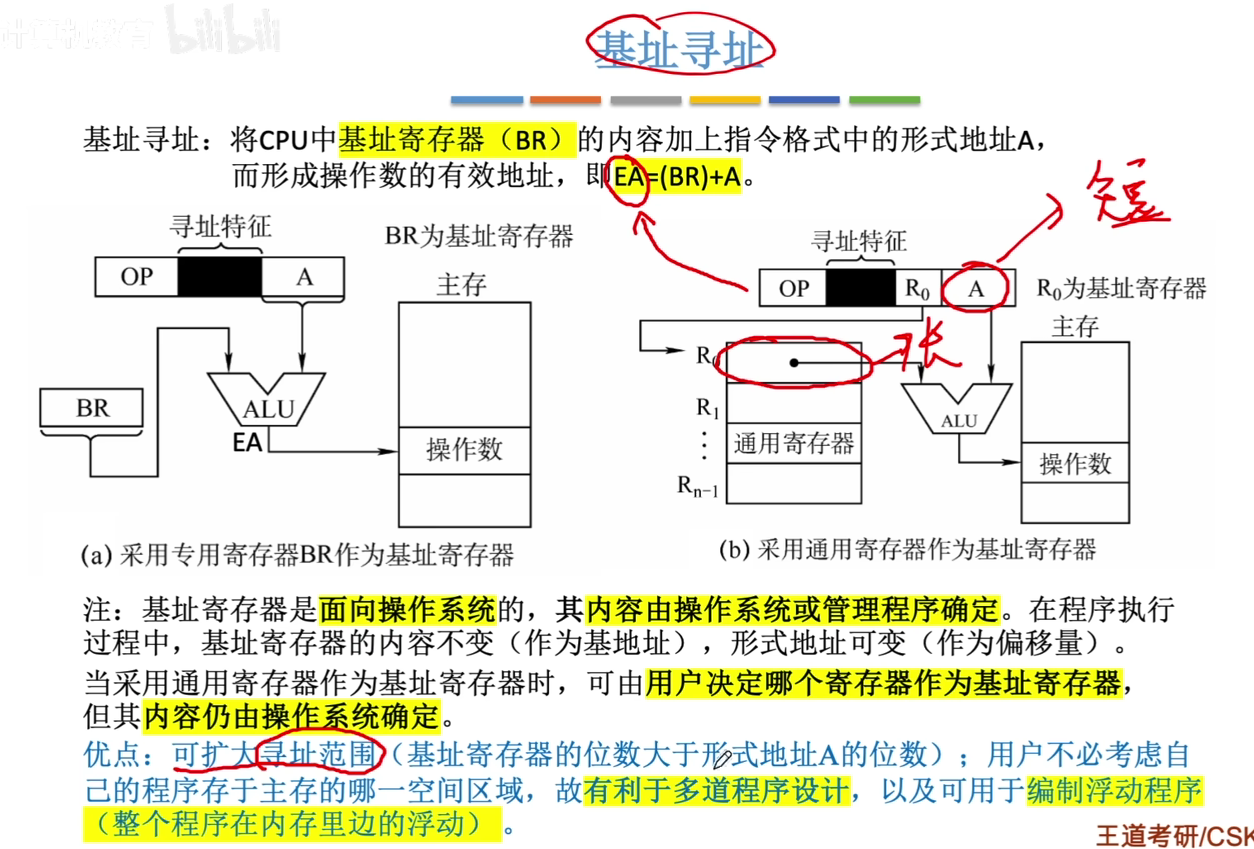 计算机教育 bilibili
基址寻址
基址寻址：将CPU中基址寄存器（BR）的内容加上指令格式中的形式地址A，
而形成操作数的有效地址，即EA=(BR)+A。
短
寻址特征
OP
A
BR为基址寄存器
主存
BR
ALU
EA
操作数
(a) 采用专用寄存器BR作为基址寄存器
寻址特征
OP
R₀
A
R₀为基址寄存器
主存
长
R₁
⋮
通用寄存器
Rₙ₋₁
ALU
操作数
(b) 采用通用寄存器作为基址寄存器
注：基址寄存器是面向操作系统的，其内容由操作系统或管理程序确定。在程序执行
过程中，基址寄存器的内容不变（作为基地址），形式地址可变（作为偏移量）。
当采用通用寄存器作为基址寄存器时，可由用户决定哪个寄存器作为基址寄存器，
但其内容仍由操作系统确定。
优点：可扩大寻址范围（基址寄存器的位数大于形式地址A的位数）；用户不必考虑自
己的程序存于主存的哪一空间区域，故有利于多道程序设计，以及可用于编制浮动程序
（整个程序在内存里边的浮动）。
王道考研/CSK